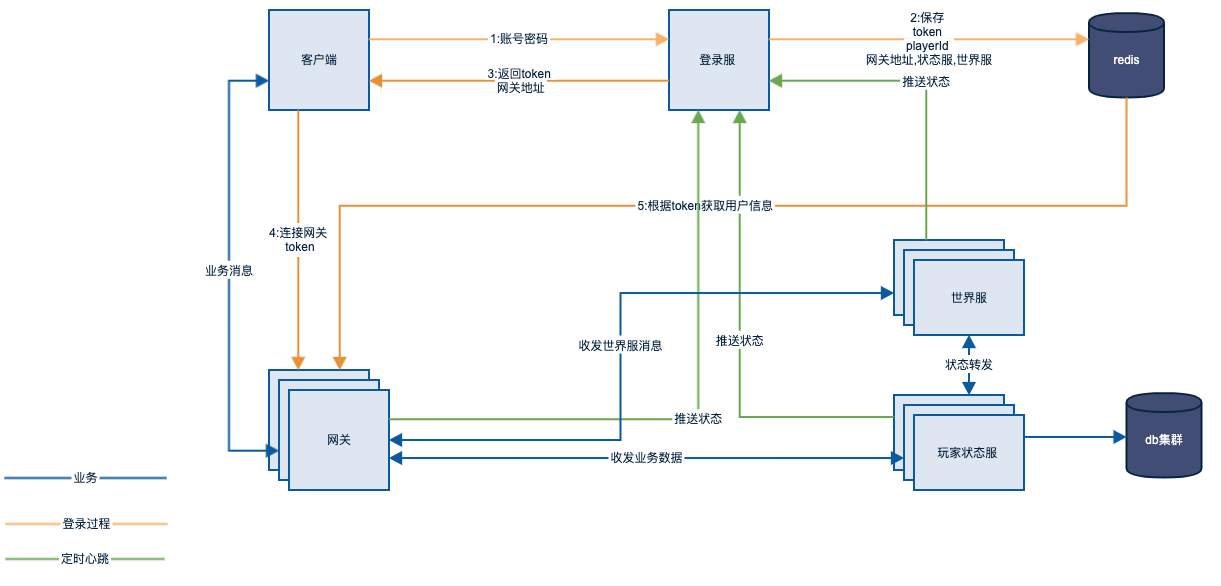 客户端
1:账号密码
登录服
2:保存
token
playerId
网关地址,状态服,世界服
redis
3:返回token
网关地址
推送状态
5:根据token获取用户信息
4:连接网关
token
业务消息
世界服
收发世界服消息
推送状态
状态转发
推送状态
网关
收发业务数据
玩家状态服
db集群
业务
登录过程
定时心跳